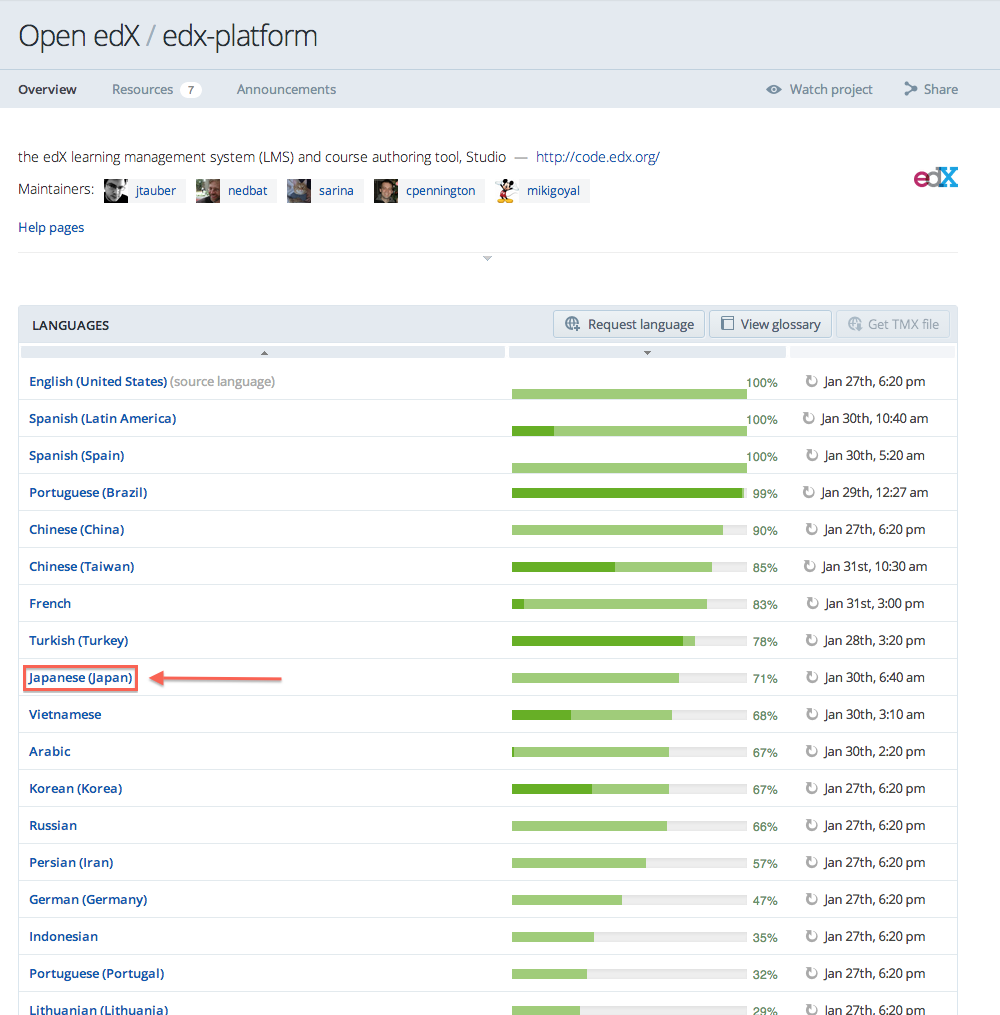 Open edX / edx-platform
Overview Resources 7 Announcements Watch project Share
the edX learning management system (LMS) and course authoring tool, Studio — http://code.edx.org/
edX
Maintainers: jtauber nedbat sarina cpennington mikigoyal
Help pages
LANGUAGES Request language View glossary Get TMX file
English (United States) (source language) 100% Jan 27th, 6:20 pm
Spanish (Latin America) 100% Jan 30th, 10:40 am
Spanish (Spain) 100% Jan 30th, 5:20 am
Portuguese (Brazil) 99% Jan 29th, 12:27 am
Chinese (China) 90% Jan 27th, 6:20 pm
Chinese (Taiwan) 85% Jan 31st, 10:30 am
French 83% Jan 31st, 3:00 pm
Turkish (Turkey) 78% Jan 28th, 3:20 pm
Japanese (Japan) 71% Jan 30th, 6:40 am
Vietnamese 68% Jan 30th, 3:10 am
Arabic 67% Jan 30th, 2:20 pm
Korean (Korea) 67% Jan 27th, 6:20 pm
Russian 66% Jan 27th, 6:20 pm
Persian (Iran) 57% Jan 27th, 6:20 pm
German (Germany) 47% Jan 27th, 6:20 pm
Indonesian 35% Jan 27th, 6:20 pm
Portuguese (Portugal) 32% Jan 27th, 6:20 pm
Lithuanian (Lithuania) 29% Jan 27th, 6:20 pm